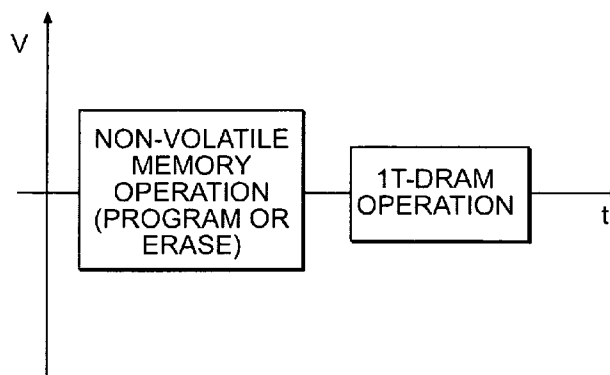 V
NON-VOLATILE
MEMORY
OPERATION
(PROGRAM OR
ERASE)
1T-DRAM
OPERATION
t